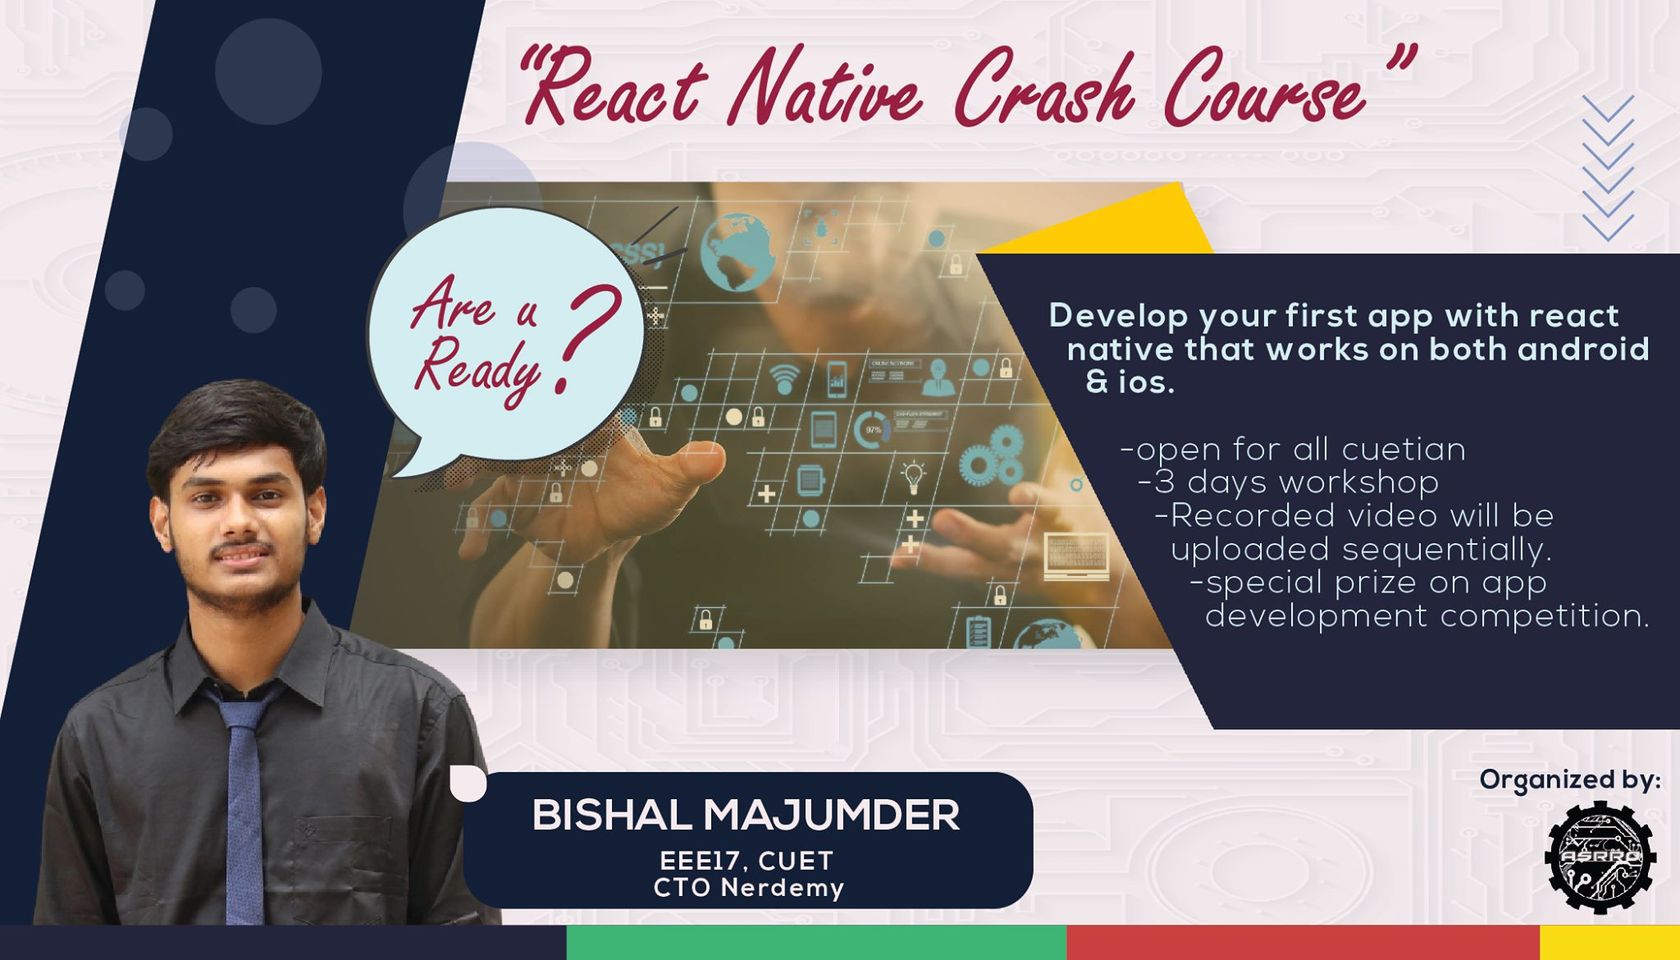 “React Native Crash Course”
Are u
Ready?
Develop your first app with react
native that works on both android
& ios.
-open for all cuetian
-3 days workshop
-Recorded video will be
uploaded sequentially.
-special prize on app
development competition.
97%
BISHAL MAJUMDER
EEE17, CUET
CTO Nerdemy
Organized by:
ASRRO